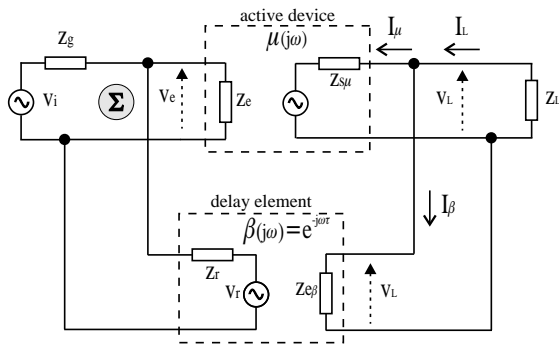 active device
μ(jω)
Iμ
IL
Zg
Zsμ
Vi
Σ
Ve
Ze
VL
ZL
Iβ
delay element
β(jω)=e^-jωτ
Zr
Vr
Zeβ
VL